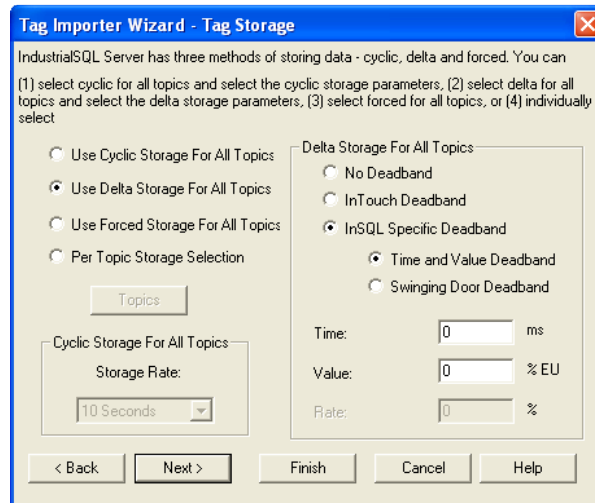 Tag Importer Wizard - Tag Storage
IndustrialSQL Server has three methods of storing data - cyclic, delta and forced. You can
(1) select cyclic for all topics and select the cyclic storage parameters, (2) select delta for all
topics and select the delta storage parameters, (3) select forced for all topics, or (4) individually
select
Use Cyclic Storage For All Topics
Use Delta Storage For All Topics
Use Forced Storage For All Topics
Per Topic Storage Selection
Topics
Cyclic Storage For All Topics
Storage Rate:
10 Seconds
Delta Storage For All Topics
No Deadband
InTouch Deadband
InSQL Specific Deadband
Time and Value Deadband
Swinging Door Deadband
Time: 0 ms
Value: 0 % EU
Rate: 0 %
< Back Next > Finish Cancel Help